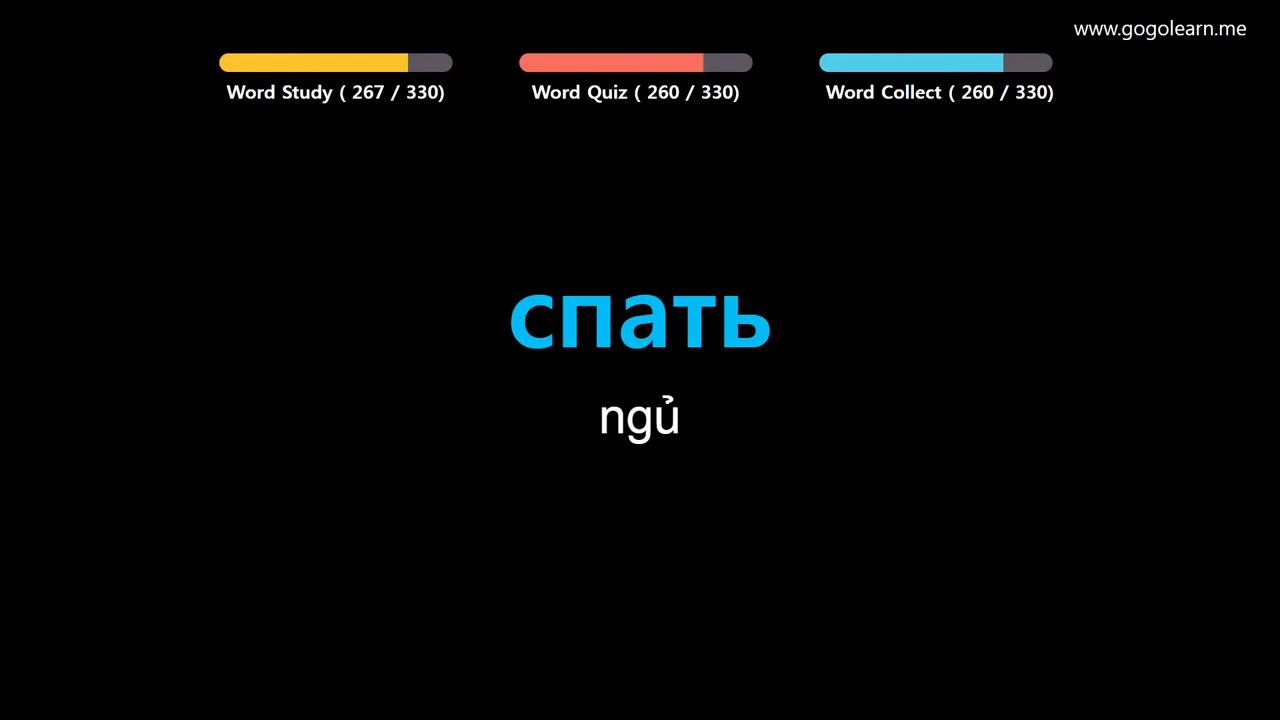 www.gogolearn.me
Word Study ( 267 / 330)
Word Quiz ( 260 / 330)
Word Collect ( 260 / 330)
спать
ngủ